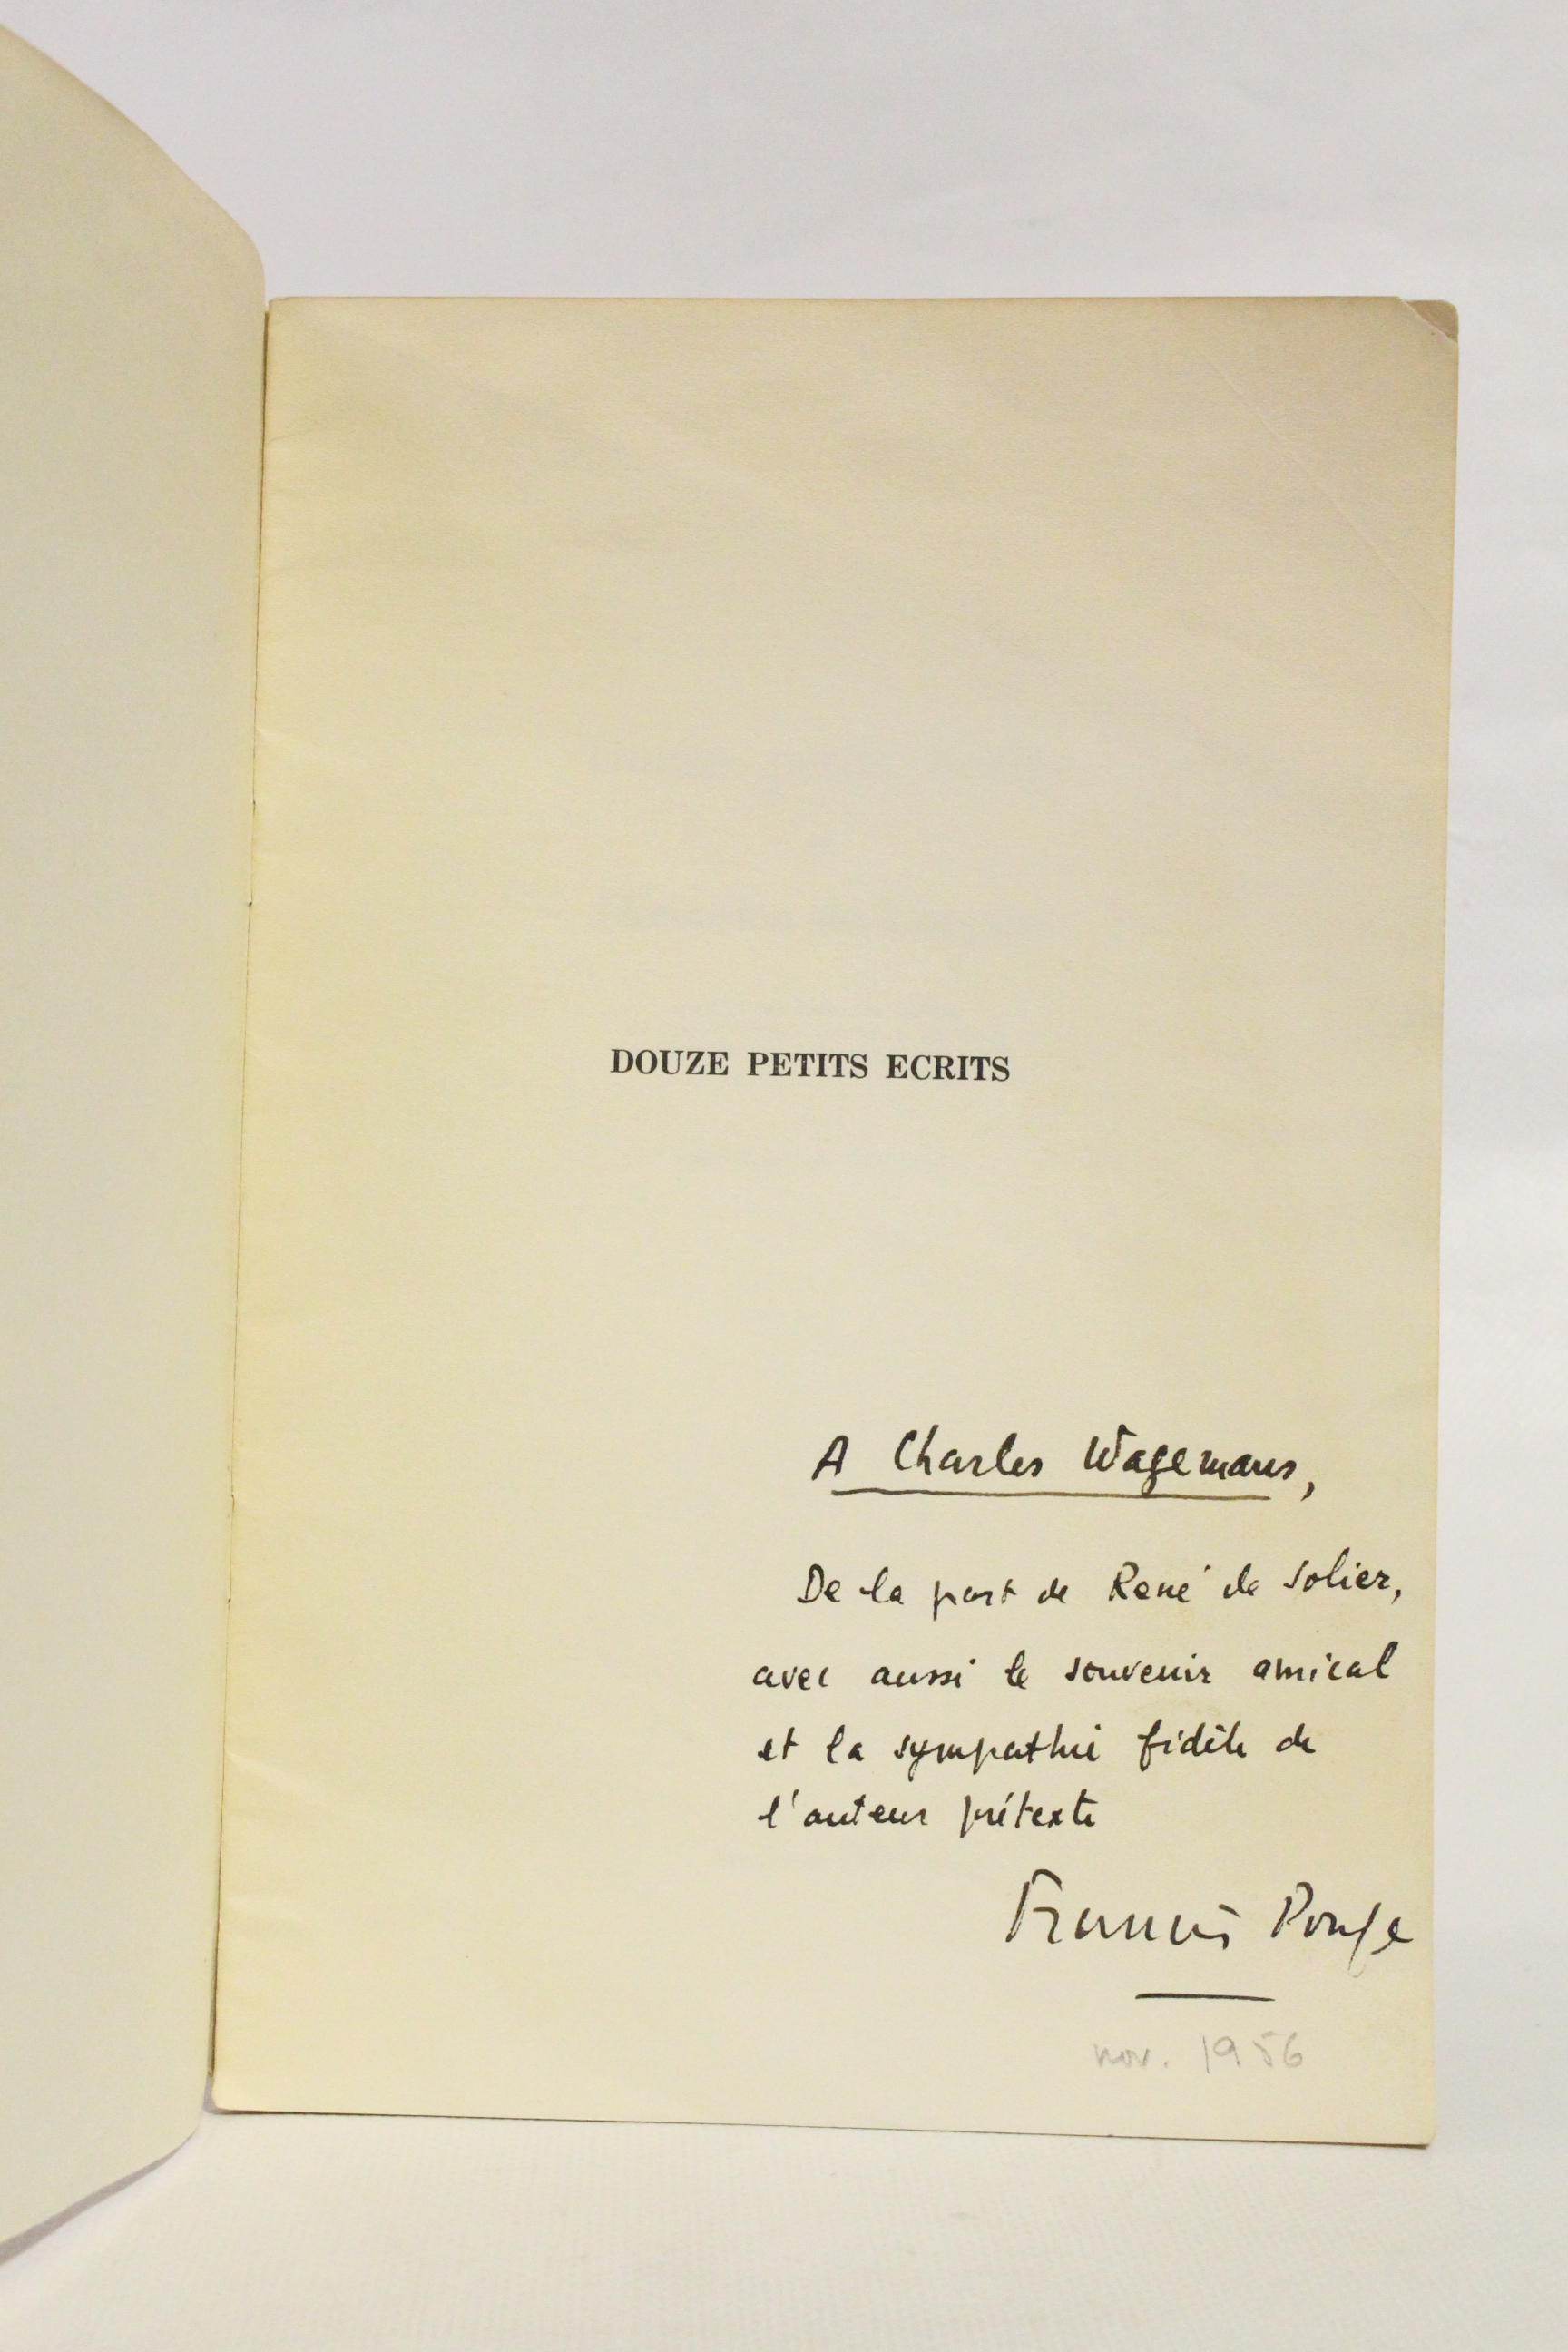 DOUZE PETITS ECRITS
A Charles Wagemans,
De la part de René de Solier,
avec aussi le souvenir amical
et la sympathie fidèle de
l'auteur prétexte
Francis Ponge
nov. 1956